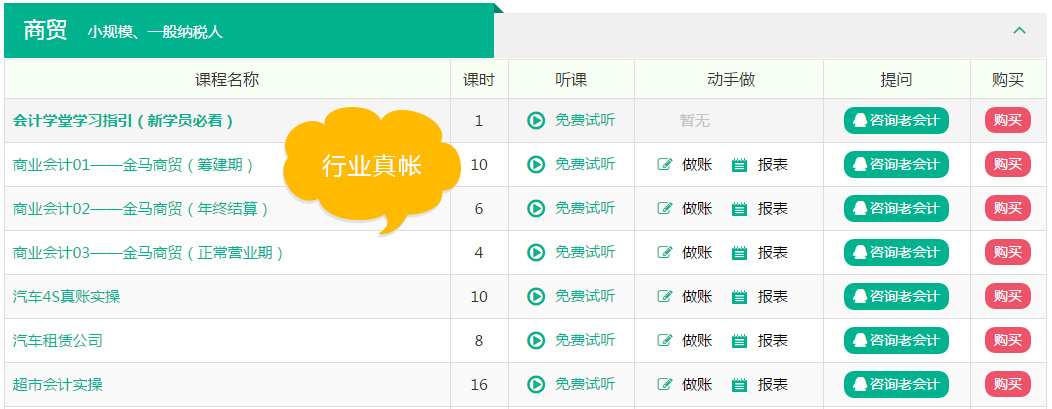 商贸 小规模、一般纳税人
课程名称 课时 听课 动手做 提问 购买
会计学堂学习指引（新学员必看） 1 免费试听 暂无 咨询老会计 购买
行业真帐
商业会计01——金马商贸（筹建期） 10 免费试听 做账 报表 咨询老会计 购买
商业会计02——金马商贸（年终结算） 6 免费试听 做账 报表 咨询老会计 购买
商业会计03——金马商贸（正常营业期） 4 免费试听 做账 报表 咨询老会计 购买
汽车4S真账实操 10 免费试听 做账 报表 咨询老会计 购买
汽车租赁公司 8 免费试听 做账 报表 咨询老会计 购买
超市会计实操 16 免费试听 做账 报表 咨询老会计 购买